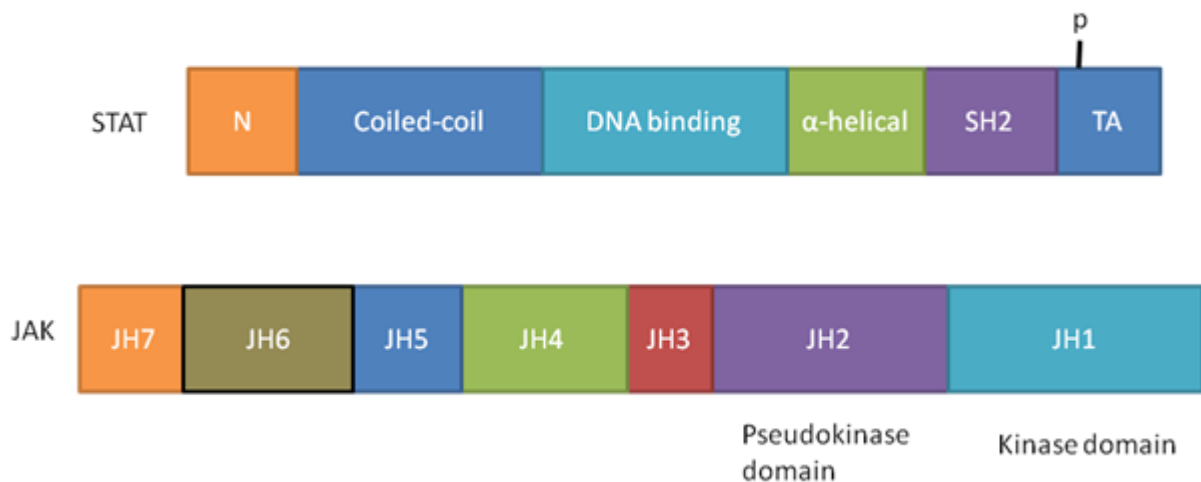 p
STAT N Coiled-coil DNA binding α-helical SH2 TA
JAK JH7 JH6 JH5 JH4 JH3 JH2 JH1
Pseudokinase Kinase domain
domain